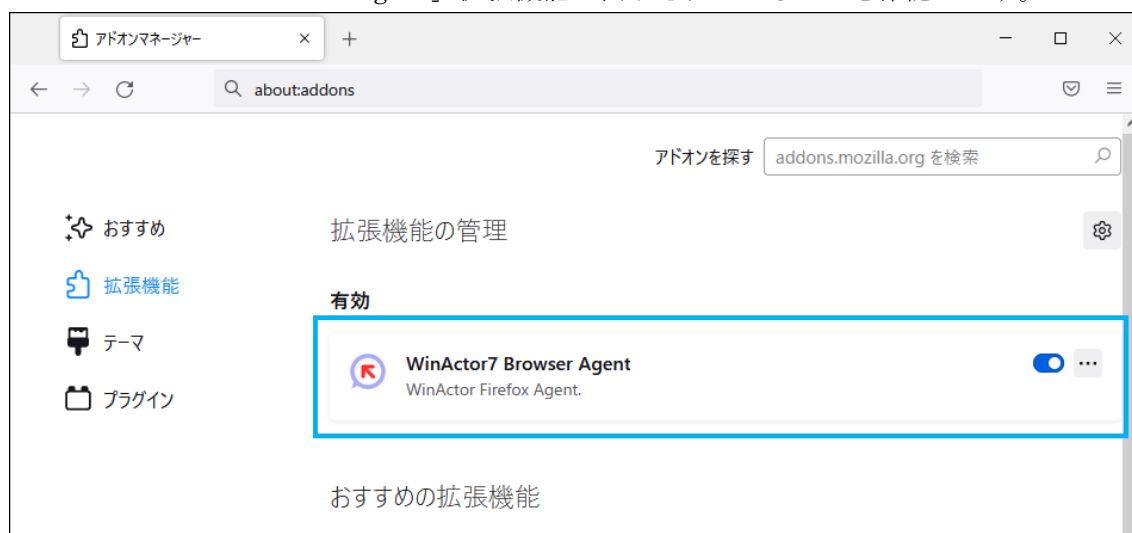 アドオンマネージャー
about:addons
アドオンを探す addons.mozilla.org を検索
おすすめ
拡張機能の管理
拡張機能
有効
テーマ
WinActor7 Browser Agent
WinActor Firefox Agent.
プラグイン
おすすめの拡張機能